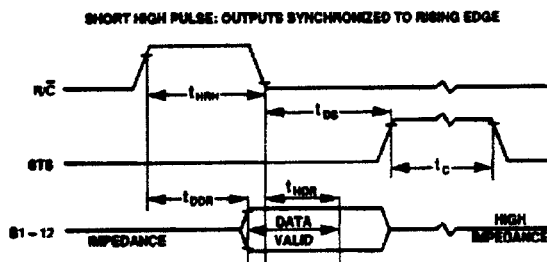 SHORT HIGH PULSE: OUTPUTS SYNCHRONIZED TO RISING EDGE
R/C̅
tHRH
tDS
STS
tC
tDDR
tHDR
DATA
VALID
B1–12
IMPEDANCE
HIGH
IMPEDANCE